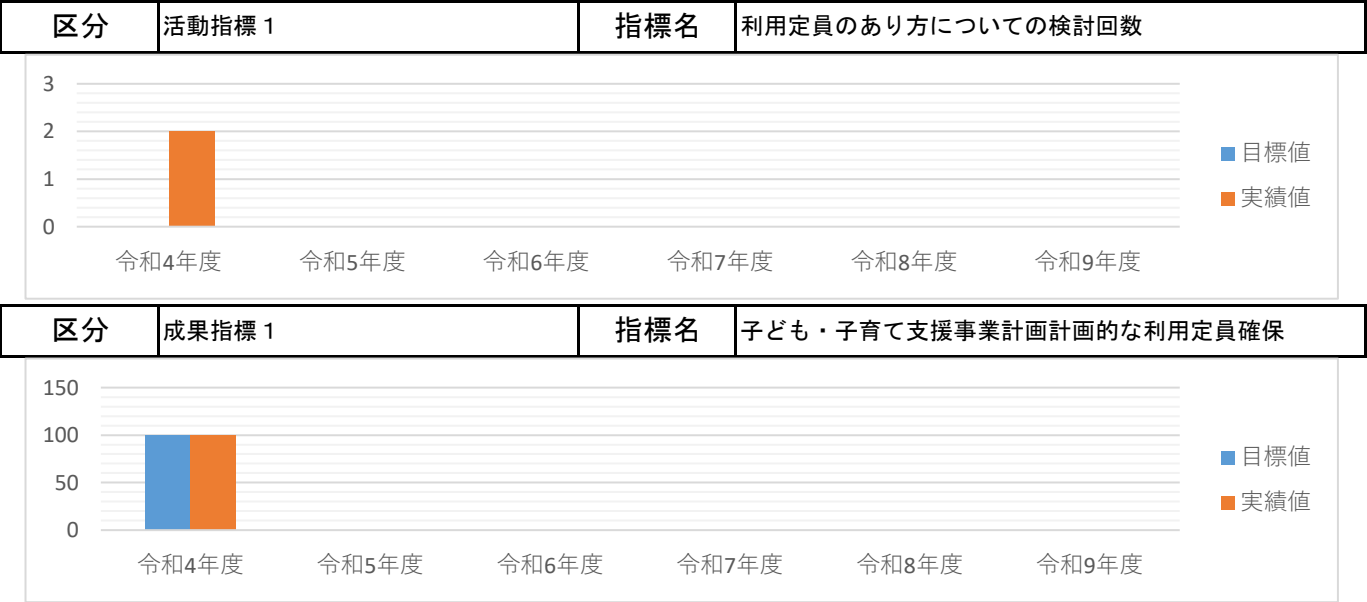 区分 活動指標１ 指標名 利用定員のあり方についての検討回数
3
2
1
0
目標値
実績値
令和4年度 令和5年度 令和6年度 令和7年度 令和8年度 令和9年度
区分 成果指標１ 指標名 子ども・子育て支援事業計画計画的な利用定員確保
150
100
50
0
目標値
実績値
令和4年度 令和5年度 令和6年度 令和7年度 令和8年度 令和9年度